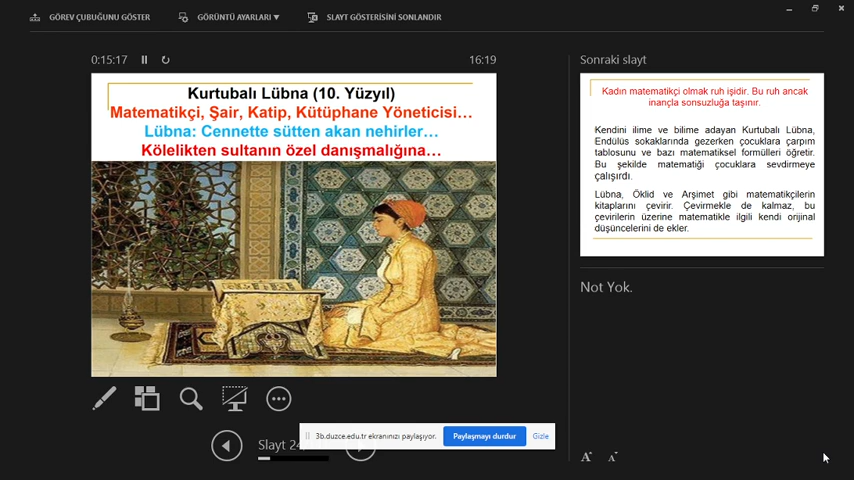 GÖREV ÇUBUĞUNU GÖSTER
GÖRÜNTÜ AYARLARI ▼
SLAYT GÖSTERİSİNİ SONLANDIR
0:15:17
16:19
Kurtubalı Lübna (10. Yüzyıl)
Matematikçi, Şair, Katip, Kütüphane Yöneticisi…
Lübna: Cennette sütten akan nehirler…
Kölelikten sultanın özel danışmalığına…
Slayt 24
3b.duzce.edu.tr ekranınızı paylaşıyor.
Paylaşmayı durdur
Gizle
Sonraki slayt
Kadın matematikçi olmak ruh işidir. Bu ruh ancak
inançla sonsuzluğa taşınır.
Kendini ilime ve bilime adayan Kurtubalı Lübna,
Endülüs sokaklarında gezerken çocuklara çarpım
tablosunu ve bazı matematiksel formülleri öğretir.
Bu şekilde matematiği çocuklara sevdirmeye
çalışırdı.
Lübna, Öklid ve Arşimet gibi matematikçilerin
kitaplarını çevirir. Çevirmekle de kalmaz, bu
çevirilerin üzerine matematikle ilgili kendi orijinal
düşüncelerini de ekler.
Not Yok.
A A